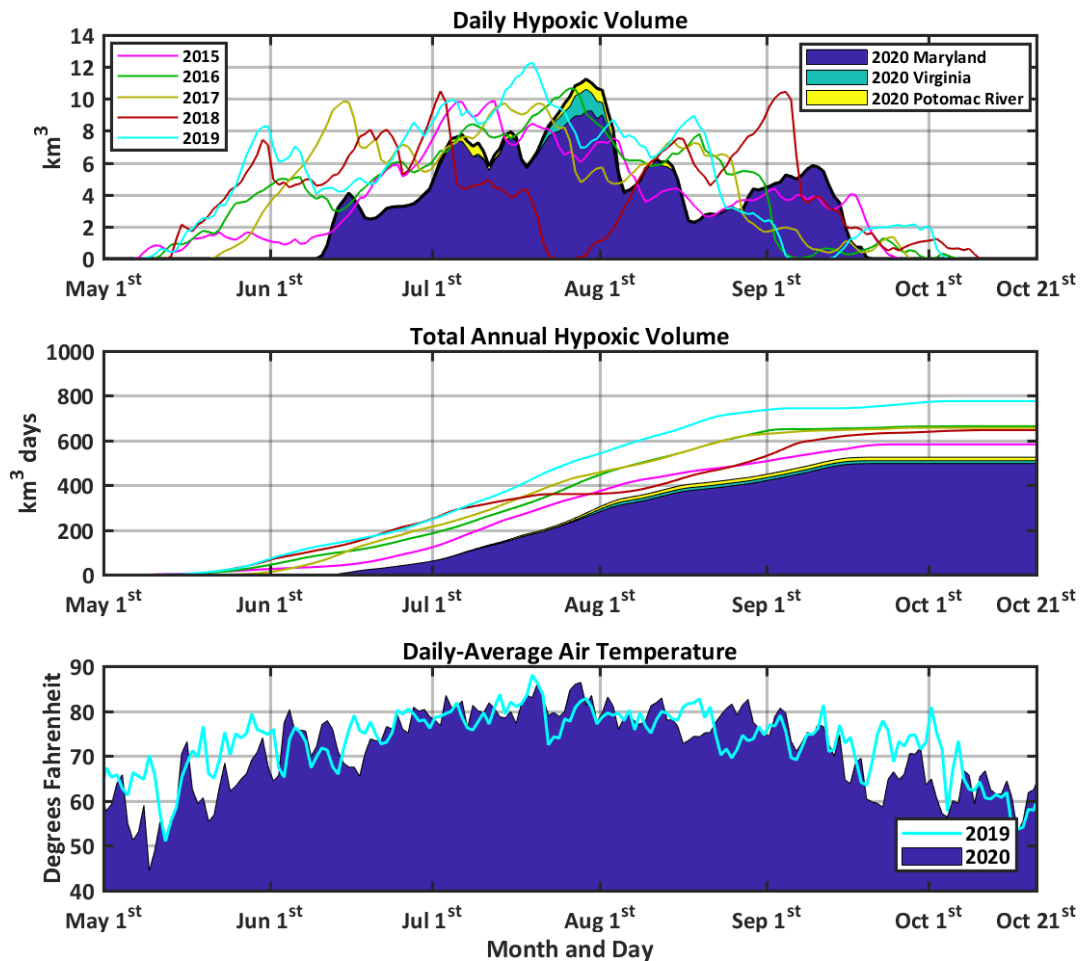 Daily Hypoxic Volume
14
12
10
8
6
4
2
0
km³
2015
2016
2017
2018
2019
2020 Maryland
2020 Virginia
2020 Potomac River
May 1st Jun 1st Jul 1st Aug 1st Sep 1st Oct 1st Oct 21st
Total Annual Hypoxic Volume
1000
800
600
400
200
0
km³ days
May 1st Jun 1st Jul 1st Aug 1st Sep 1st Oct 1st Oct 21st
Daily-Average Air Temperature
90
80
70
60
50
40
Degrees Fahrenheit
2019
2020
May 1st Jun 1st Jul 1st Aug 1st Sep 1st Oct 1st Oct 21st
Month and Day